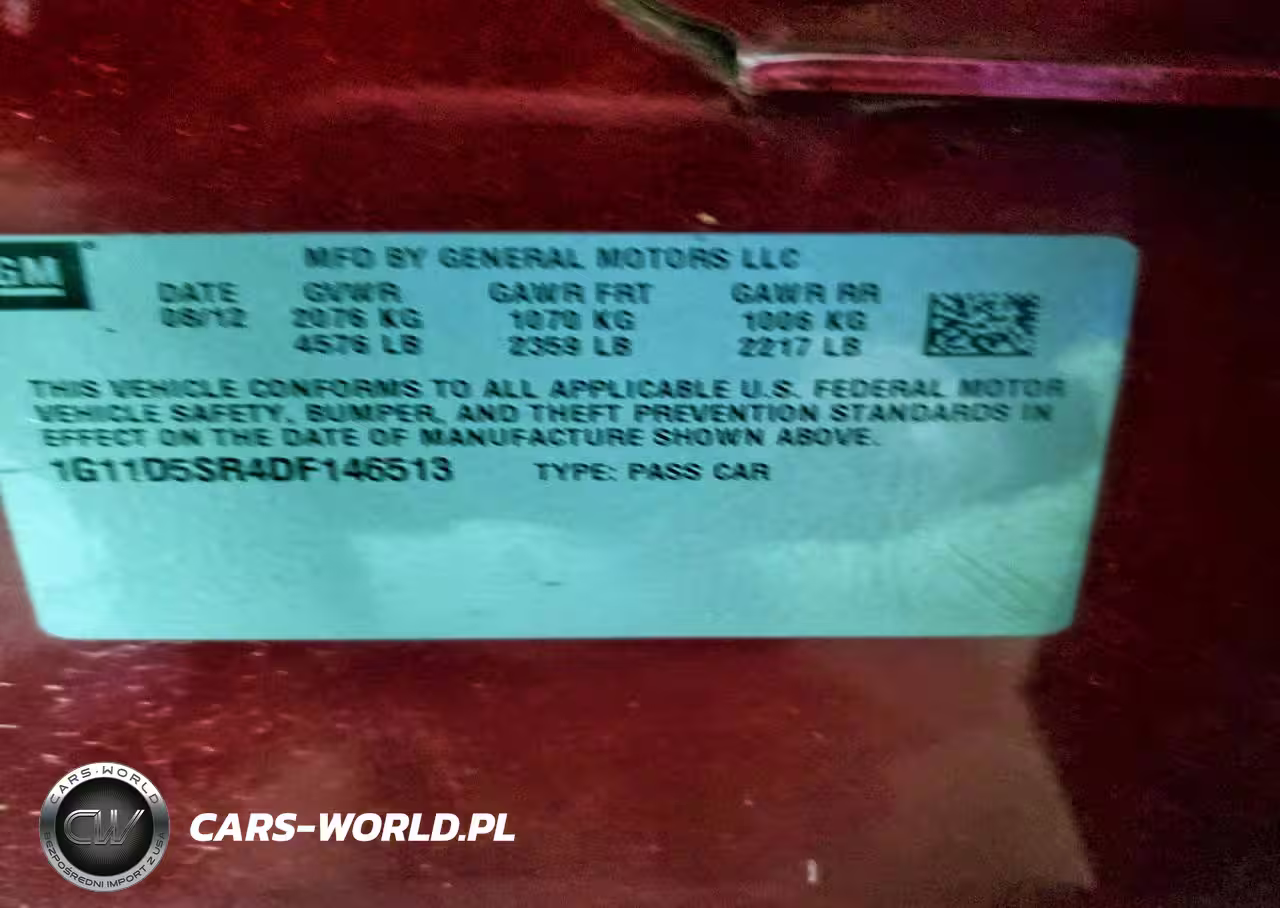 GM
MFD BY GENERAL MOTORS LLC
DATE GVWR GAWR FRT GAWR RR
08/12 2076 KG 1070 KG 1006 KG
4576 LB 2359 LB 2217 LB
THIS VEHICLE CONFORMS TO ALL APPLICABLE U.S. FEDERAL MOTOR
VEHICLE SAFETY, BUMPER, AND THEFT PREVENTION STANDARDS IN
EFFECT ON THE DATE OF MANUFACTURE SHOWN ABOVE.
1G11D5SR4DF146513 TYPE: PASS CAR
CARS-WORLD
CW
BEZPOŚREDNI IMPORT Z USA
CARS-WORLD.PL